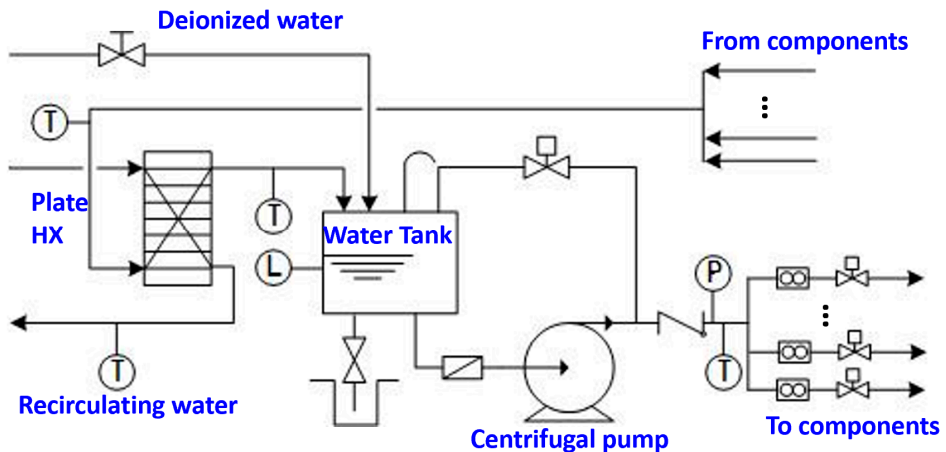 Deionized water
From components
T
Plate
HX
T
Water Tank
L
P
T
T
Recirculating water
Centrifugal pump
To components